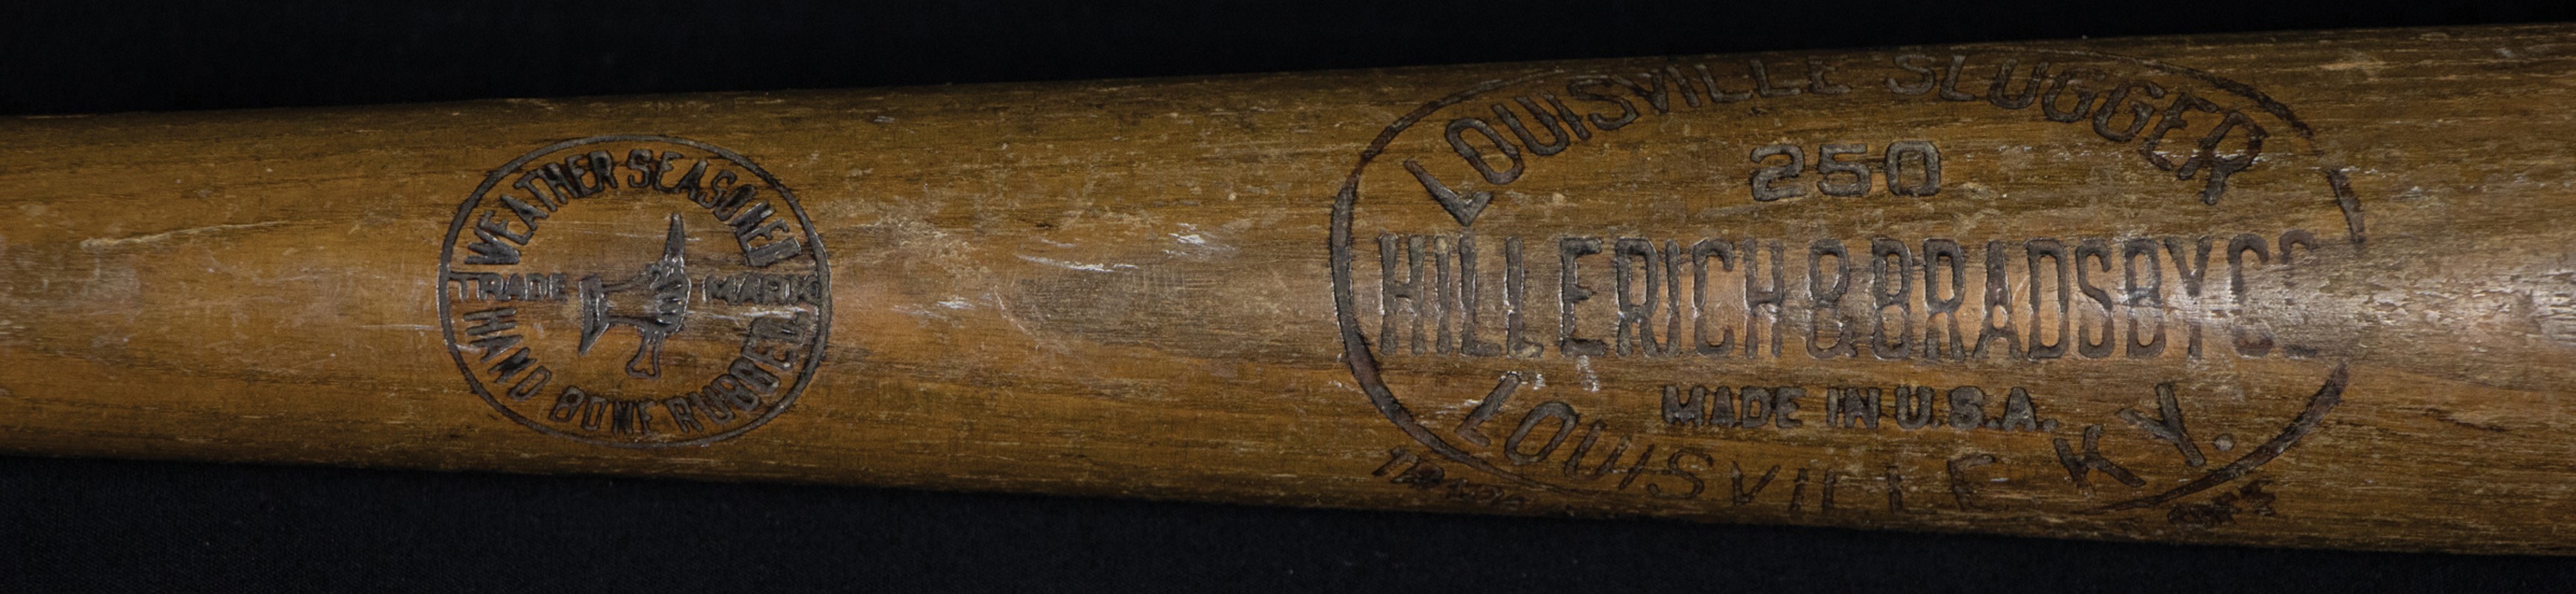 WEATHER SEASONED
TRADE MARK
HAND BONE RUBBED
LOUISVILLE SLUGGER
250
HILLERICH & BRADSBY CO
MADE IN U.S.A.
LOUISVILLE KY.